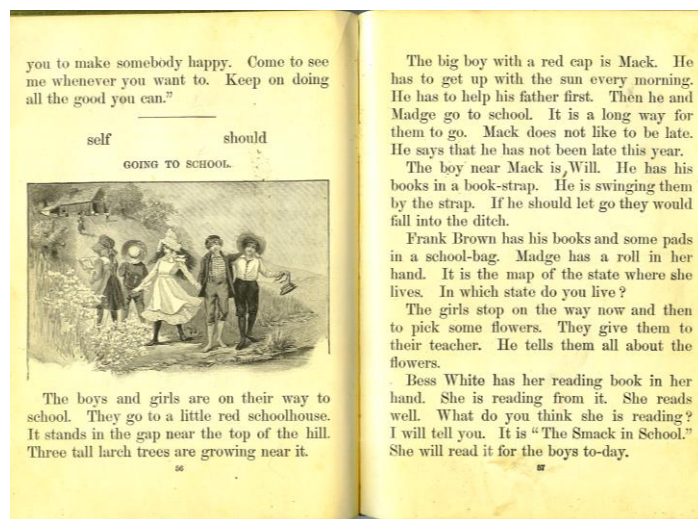 you to make somebody happy. Come to see
me whenever you want to. Keep on doing
all the good you can."
self should
GOING TO SCHOOL.
The boys and girls are on their way to
school. They go to a little red schoolhouse.
It stands in the gap near the top of the hill.
Three tall larch trees are growing near it.
56
The big boy with a red cap is Mack. He
has to get up with the sun every morning.
He has to help his father first. Then he and
Madge go to school. It is a long way for
them to go. Mack does not like to be late.
He says that he has not been late this year.
The boy near Mack is Will. He has his
books in a book-strap. He is swinging them
by the strap. If he should let go they would
fall into the ditch.
Frank Brown has his books and some pads
in a school-bag. Madge has a roll in her
hand. It is the map of the state where she
lives. In which state do you live?
The girls stop on the way now and then
to pick some flowers. They give them to
their teacher. He tells them all about the
flowers.
Bess White has her reading book in her
hand. She is reading from it. She reads
well. What do you think she is reading?
I will tell you. It is "The Smack in School."
She will read it for the boys to-day.
57